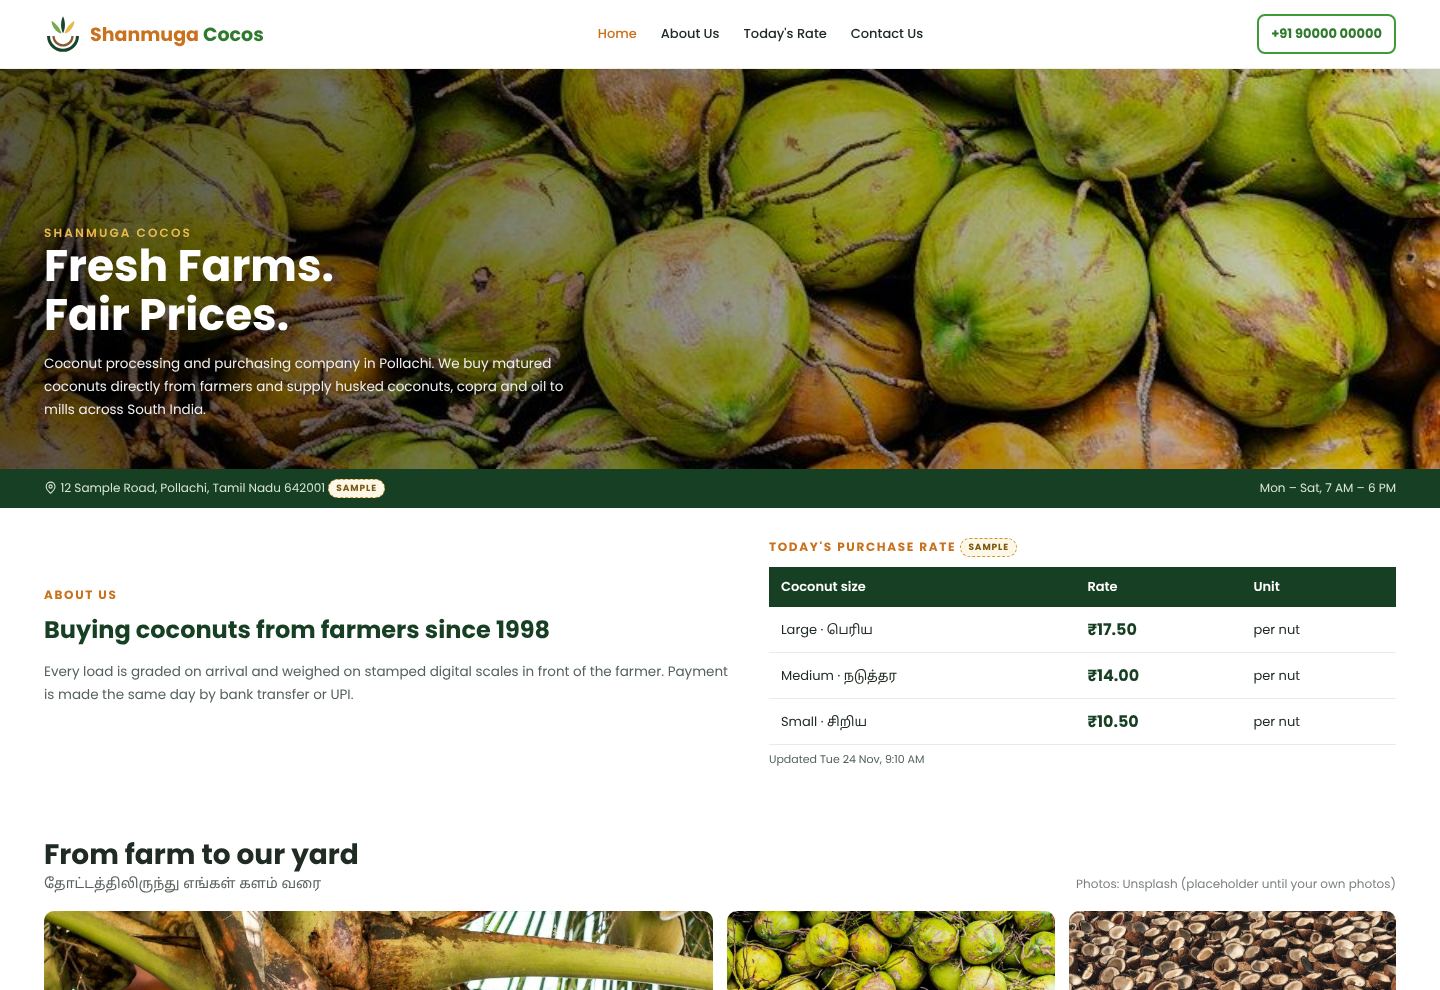 Shanmuga Cocos
Home
About Us
Today's Rate
Contact Us
+91 90000 00000
SHANMUGA COCOS
Fresh Farms.
Fair Prices.
Coconut processing and purchasing company in Pollachi. We buy matured
coconuts directly from farmers and supply husked coconuts, copra and oil to
mills across South India.
12 Sample Road, Pollachi, Tamil Nadu 642001 SAMPLE
Mon – Sat, 7 AM – 6 PM
ABOUT US
Buying coconuts from farmers since 1998
Every load is graded on arrival and weighed on stamped digital scales in front of the farmer. Payment
is made the same day by bank transfer or UPI.
TODAY'S PURCHASE RATE SAMPLE
Coconut size Rate Unit
Large · பெரிய ₹17.50 per nut
Medium · நடுத்தர ₹14.00 per nut
Small · சிறிய ₹10.50 per nut
Updated Tue 24 Nov, 9:10 AM
From farm to our yard
தோட்டத்திலிருந்து எங்கள் களம் வரை
Photos: Unsplash (placeholder until your own photos)